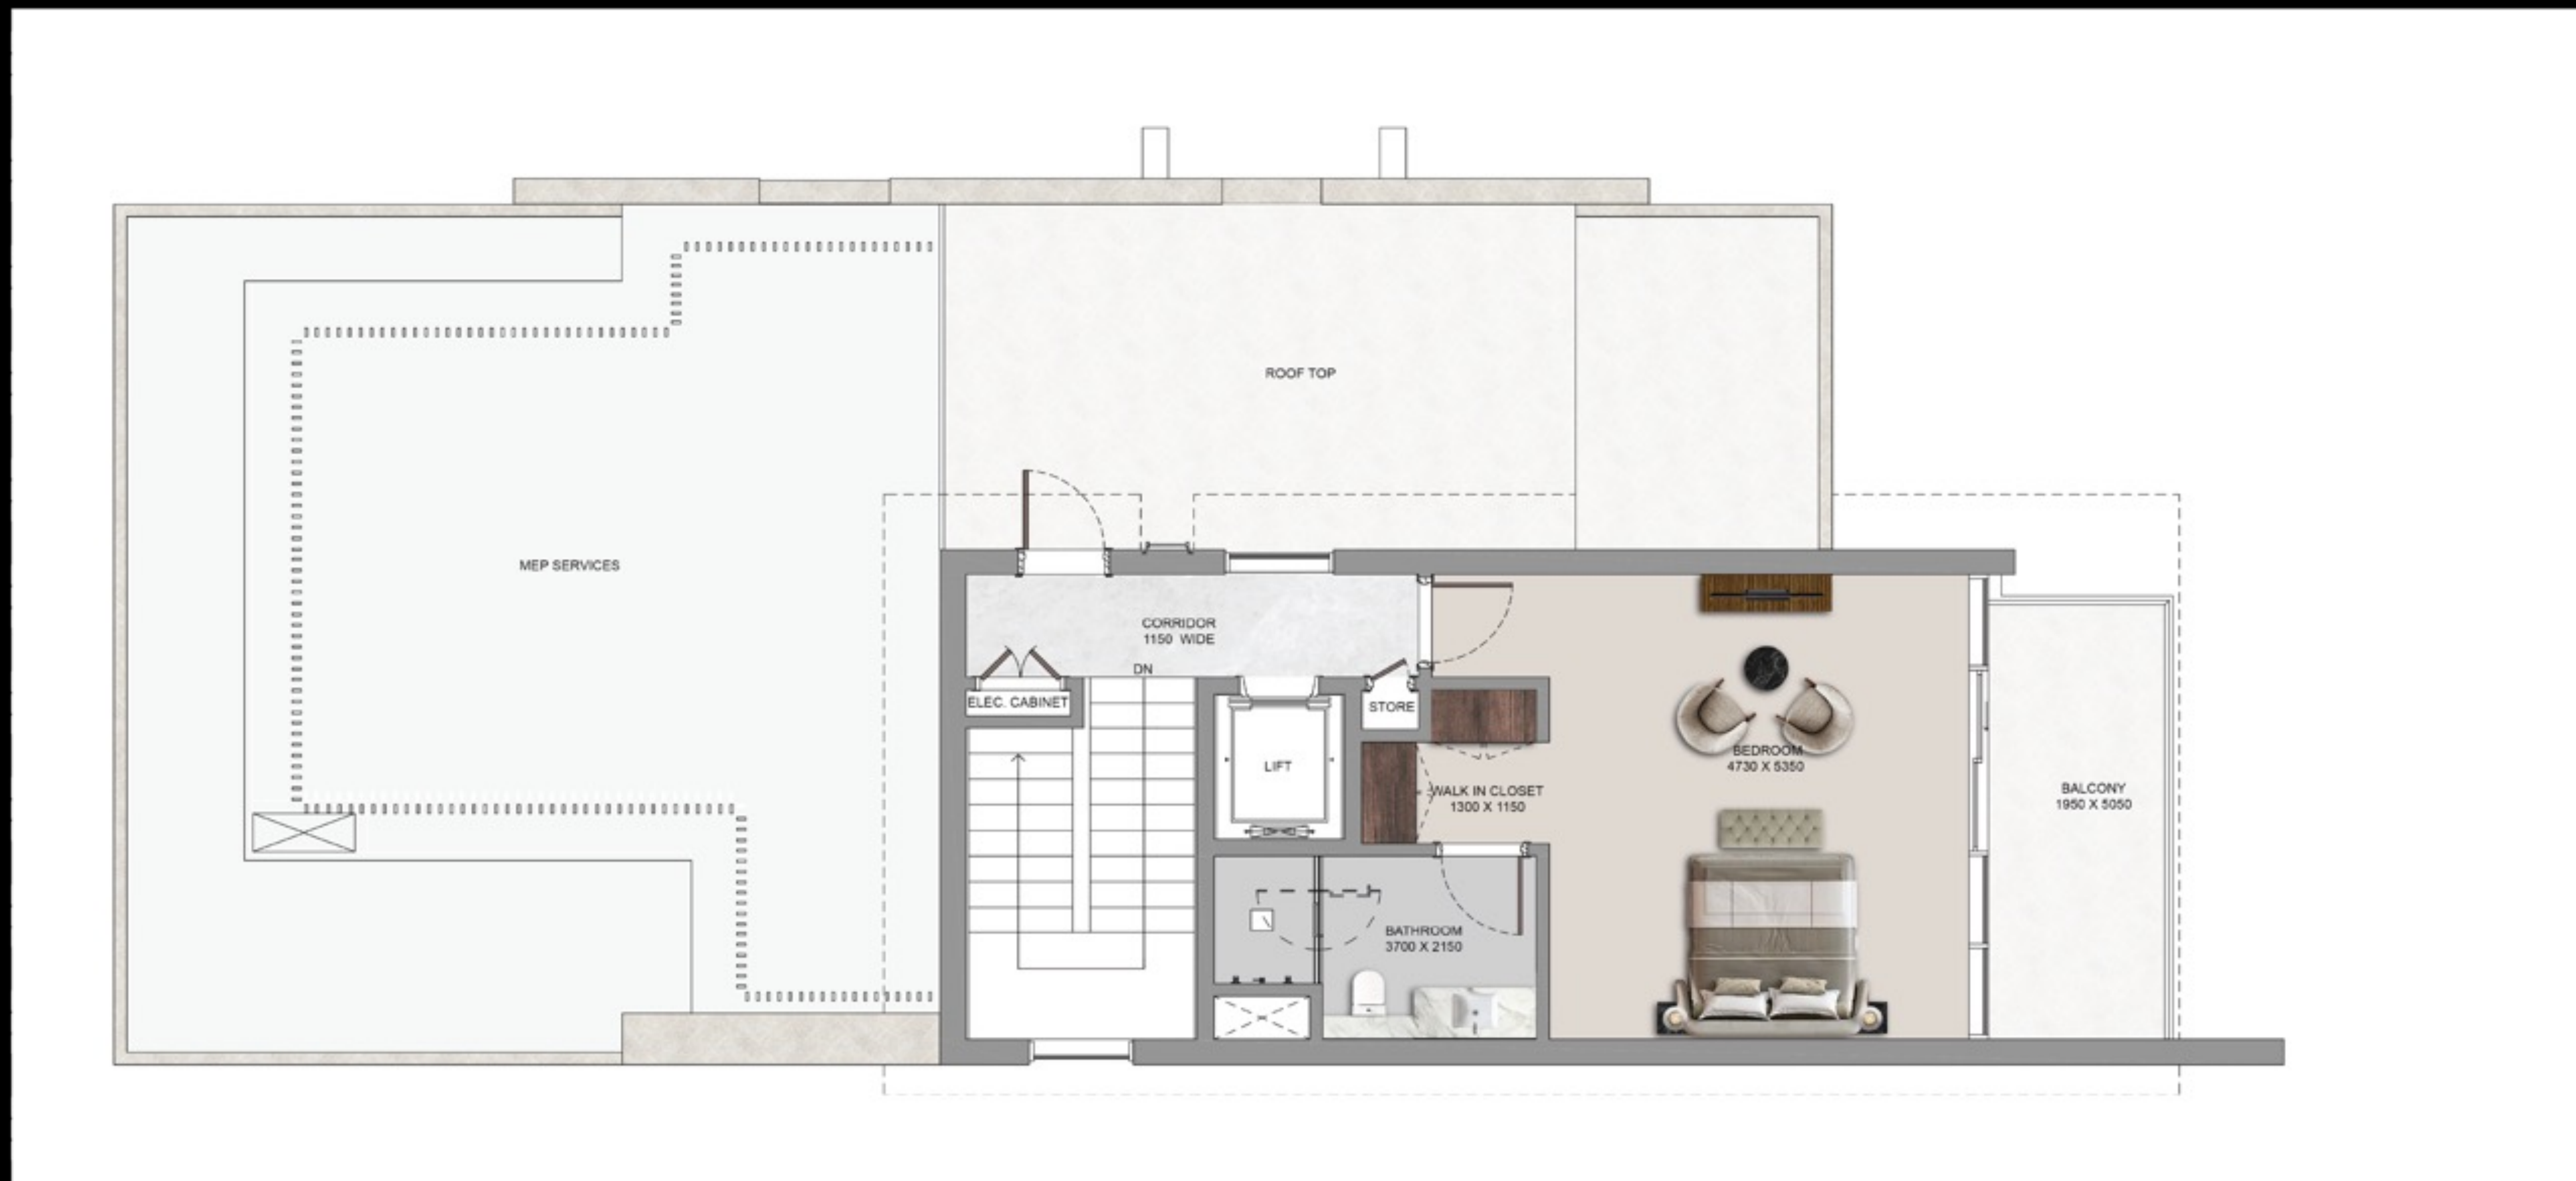 ROOF TOP
MEP SERVICES
CORRIDOR
1150 WIDE
DN
ELEC. CABINET
STORE
LIFT
WALK IN CLOSET
1300 X 1150
BEDROOM
4730 X 5350
BALCONY
1950 X 5050
BATHROOM
3700 X 2150